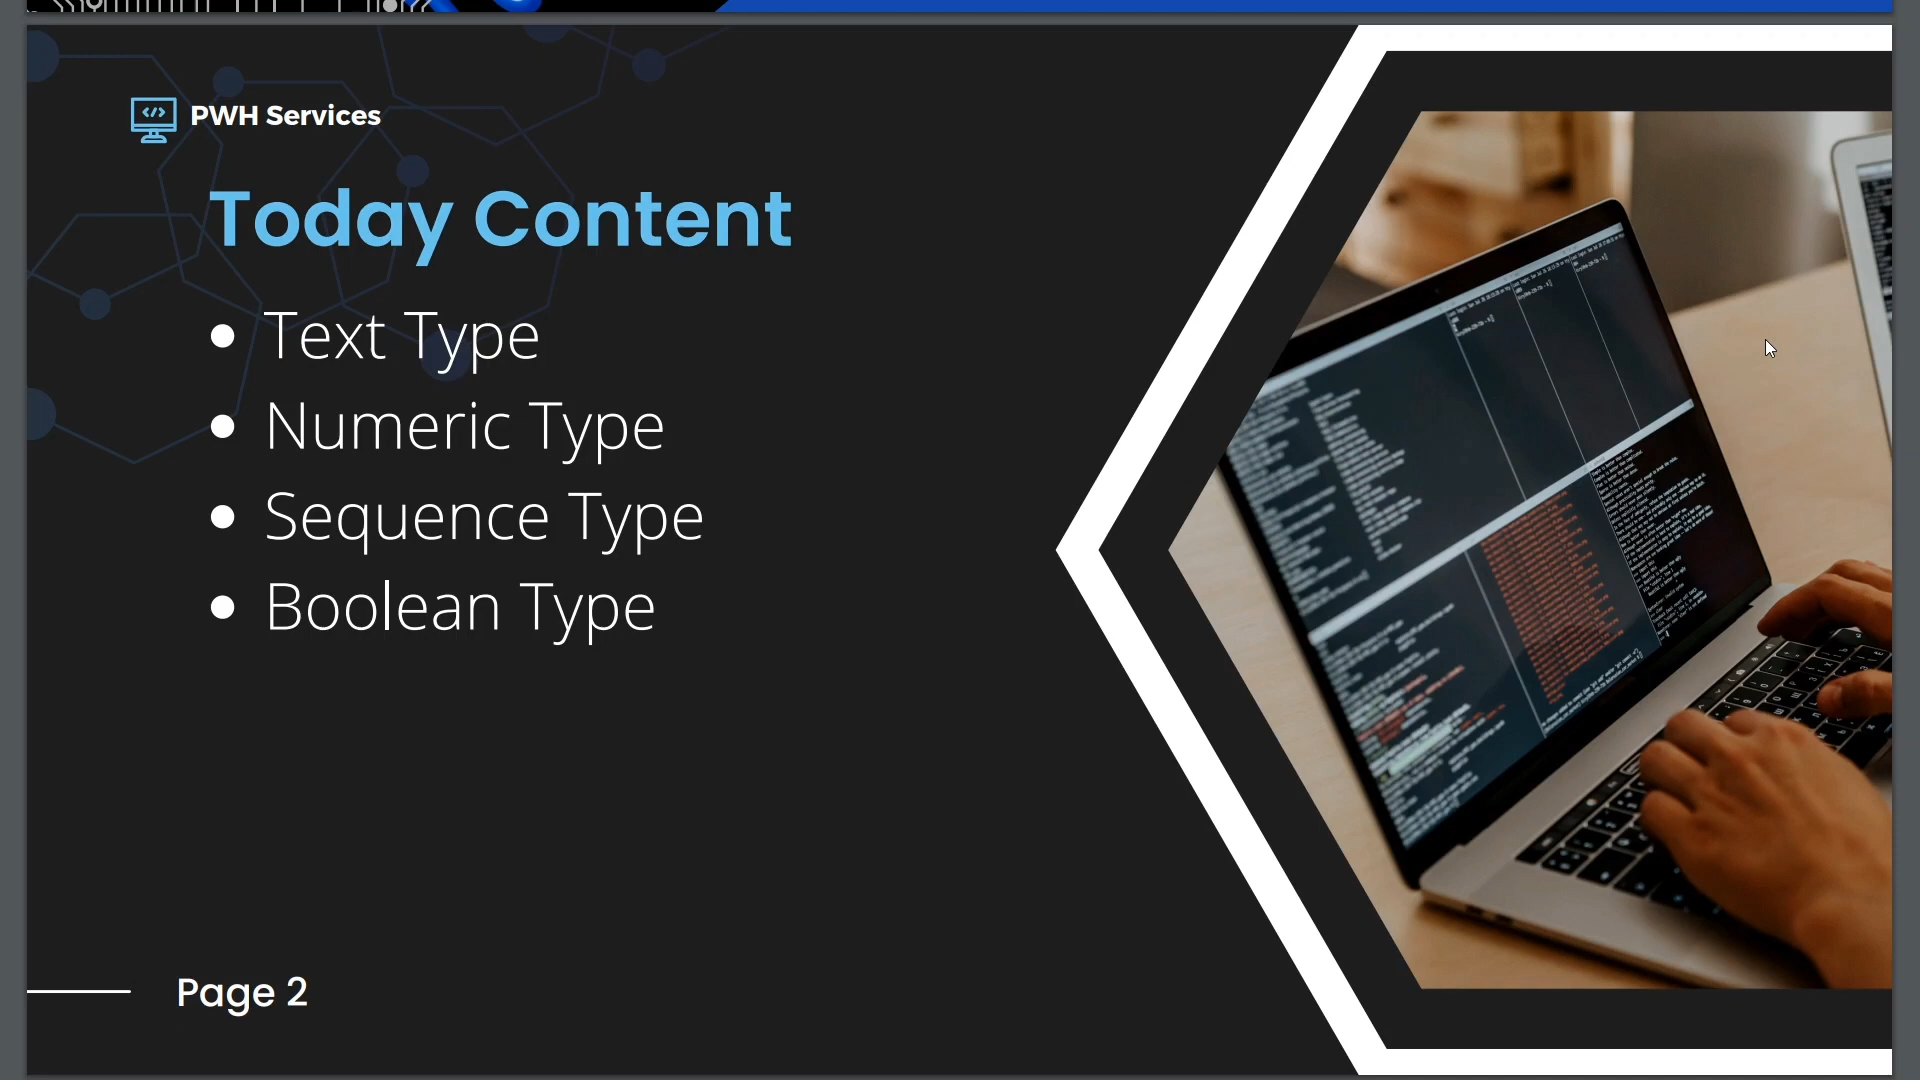 PWH Services
Today Content
Text Type
Numeric Type
Sequence Type
Boolean Type
Page 2